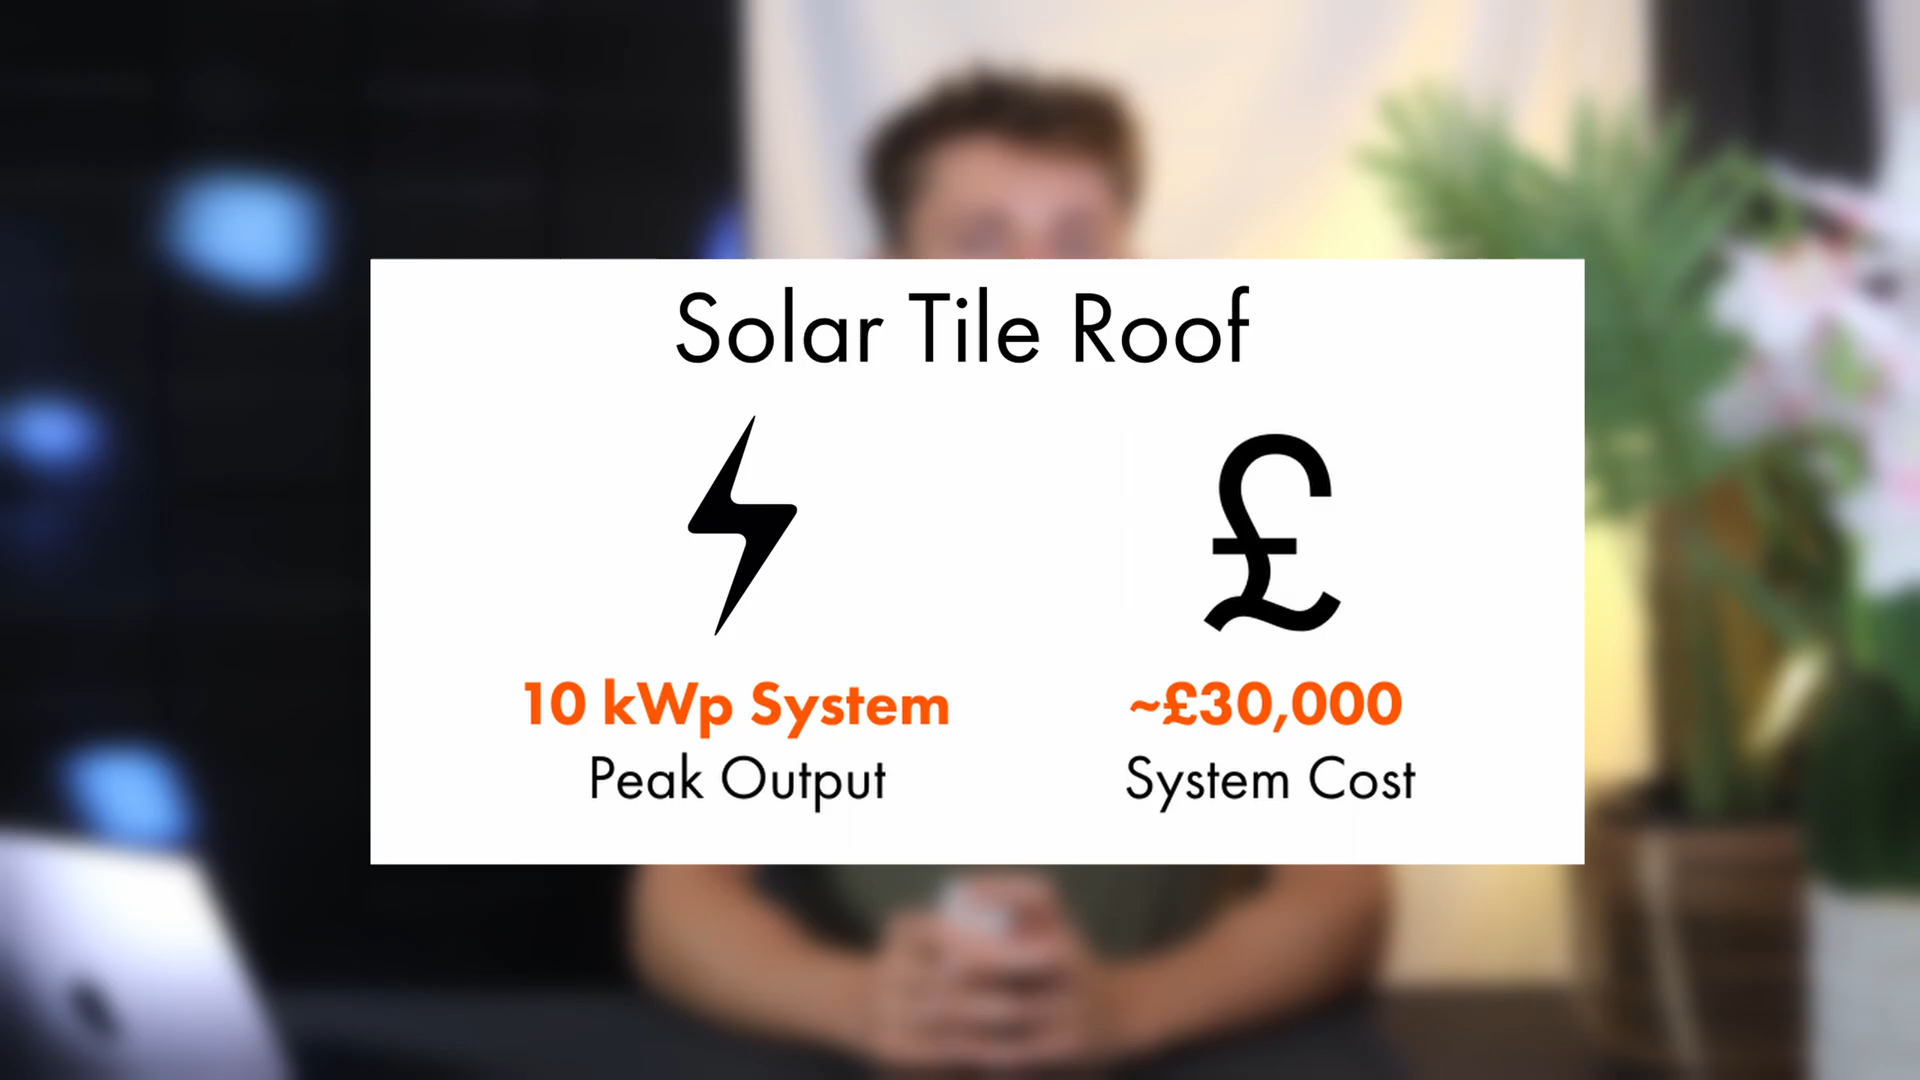 Solar Tile Roof
£
10 kWp System
~£30,000
Peak Output
System Cost